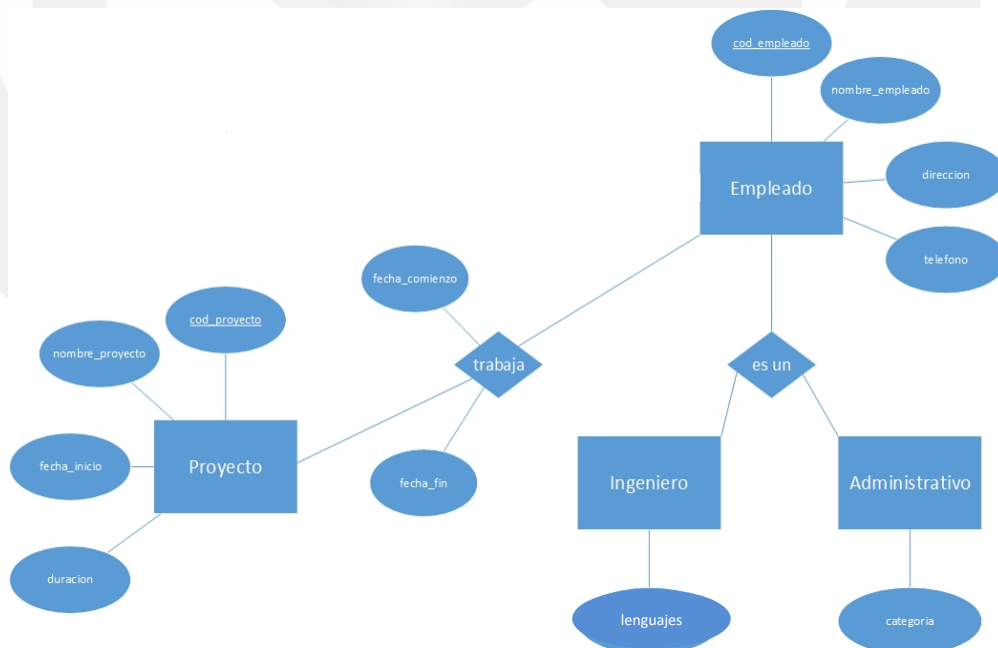 cod_empleado
nombre_empleado
Empleado
direccion
telefono
fecha_comienzo
cod_proyecto
nombre_proyecto
trabaja
es un
Proyecto
fecha_inicio
fecha_fin
Ingeniero
Administrativo
duracion
lenguajes
categoria